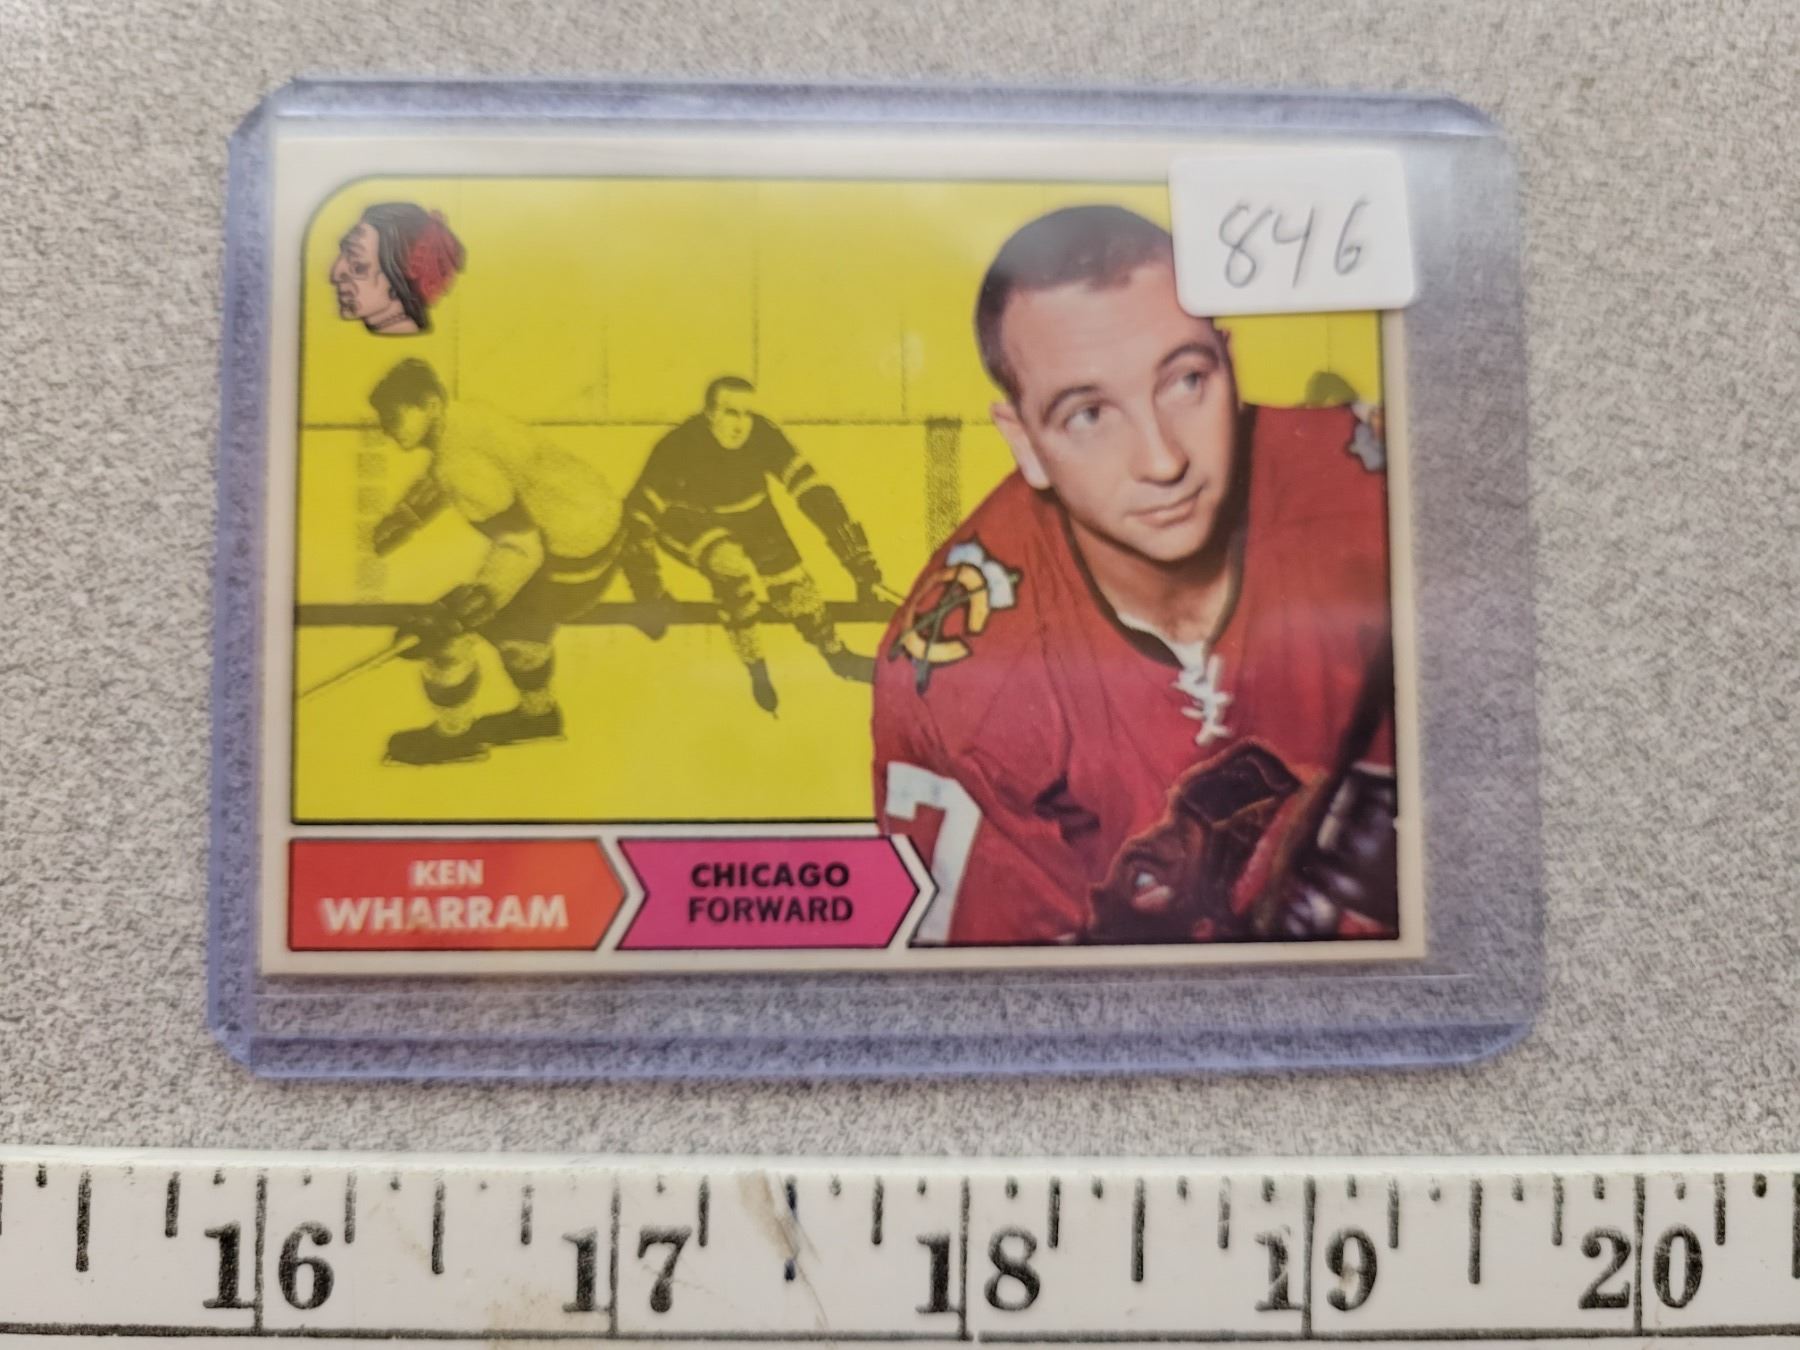 846
7
KEN
WHARRAM
CHICAGO
FORWARD
16 17 18 19 20